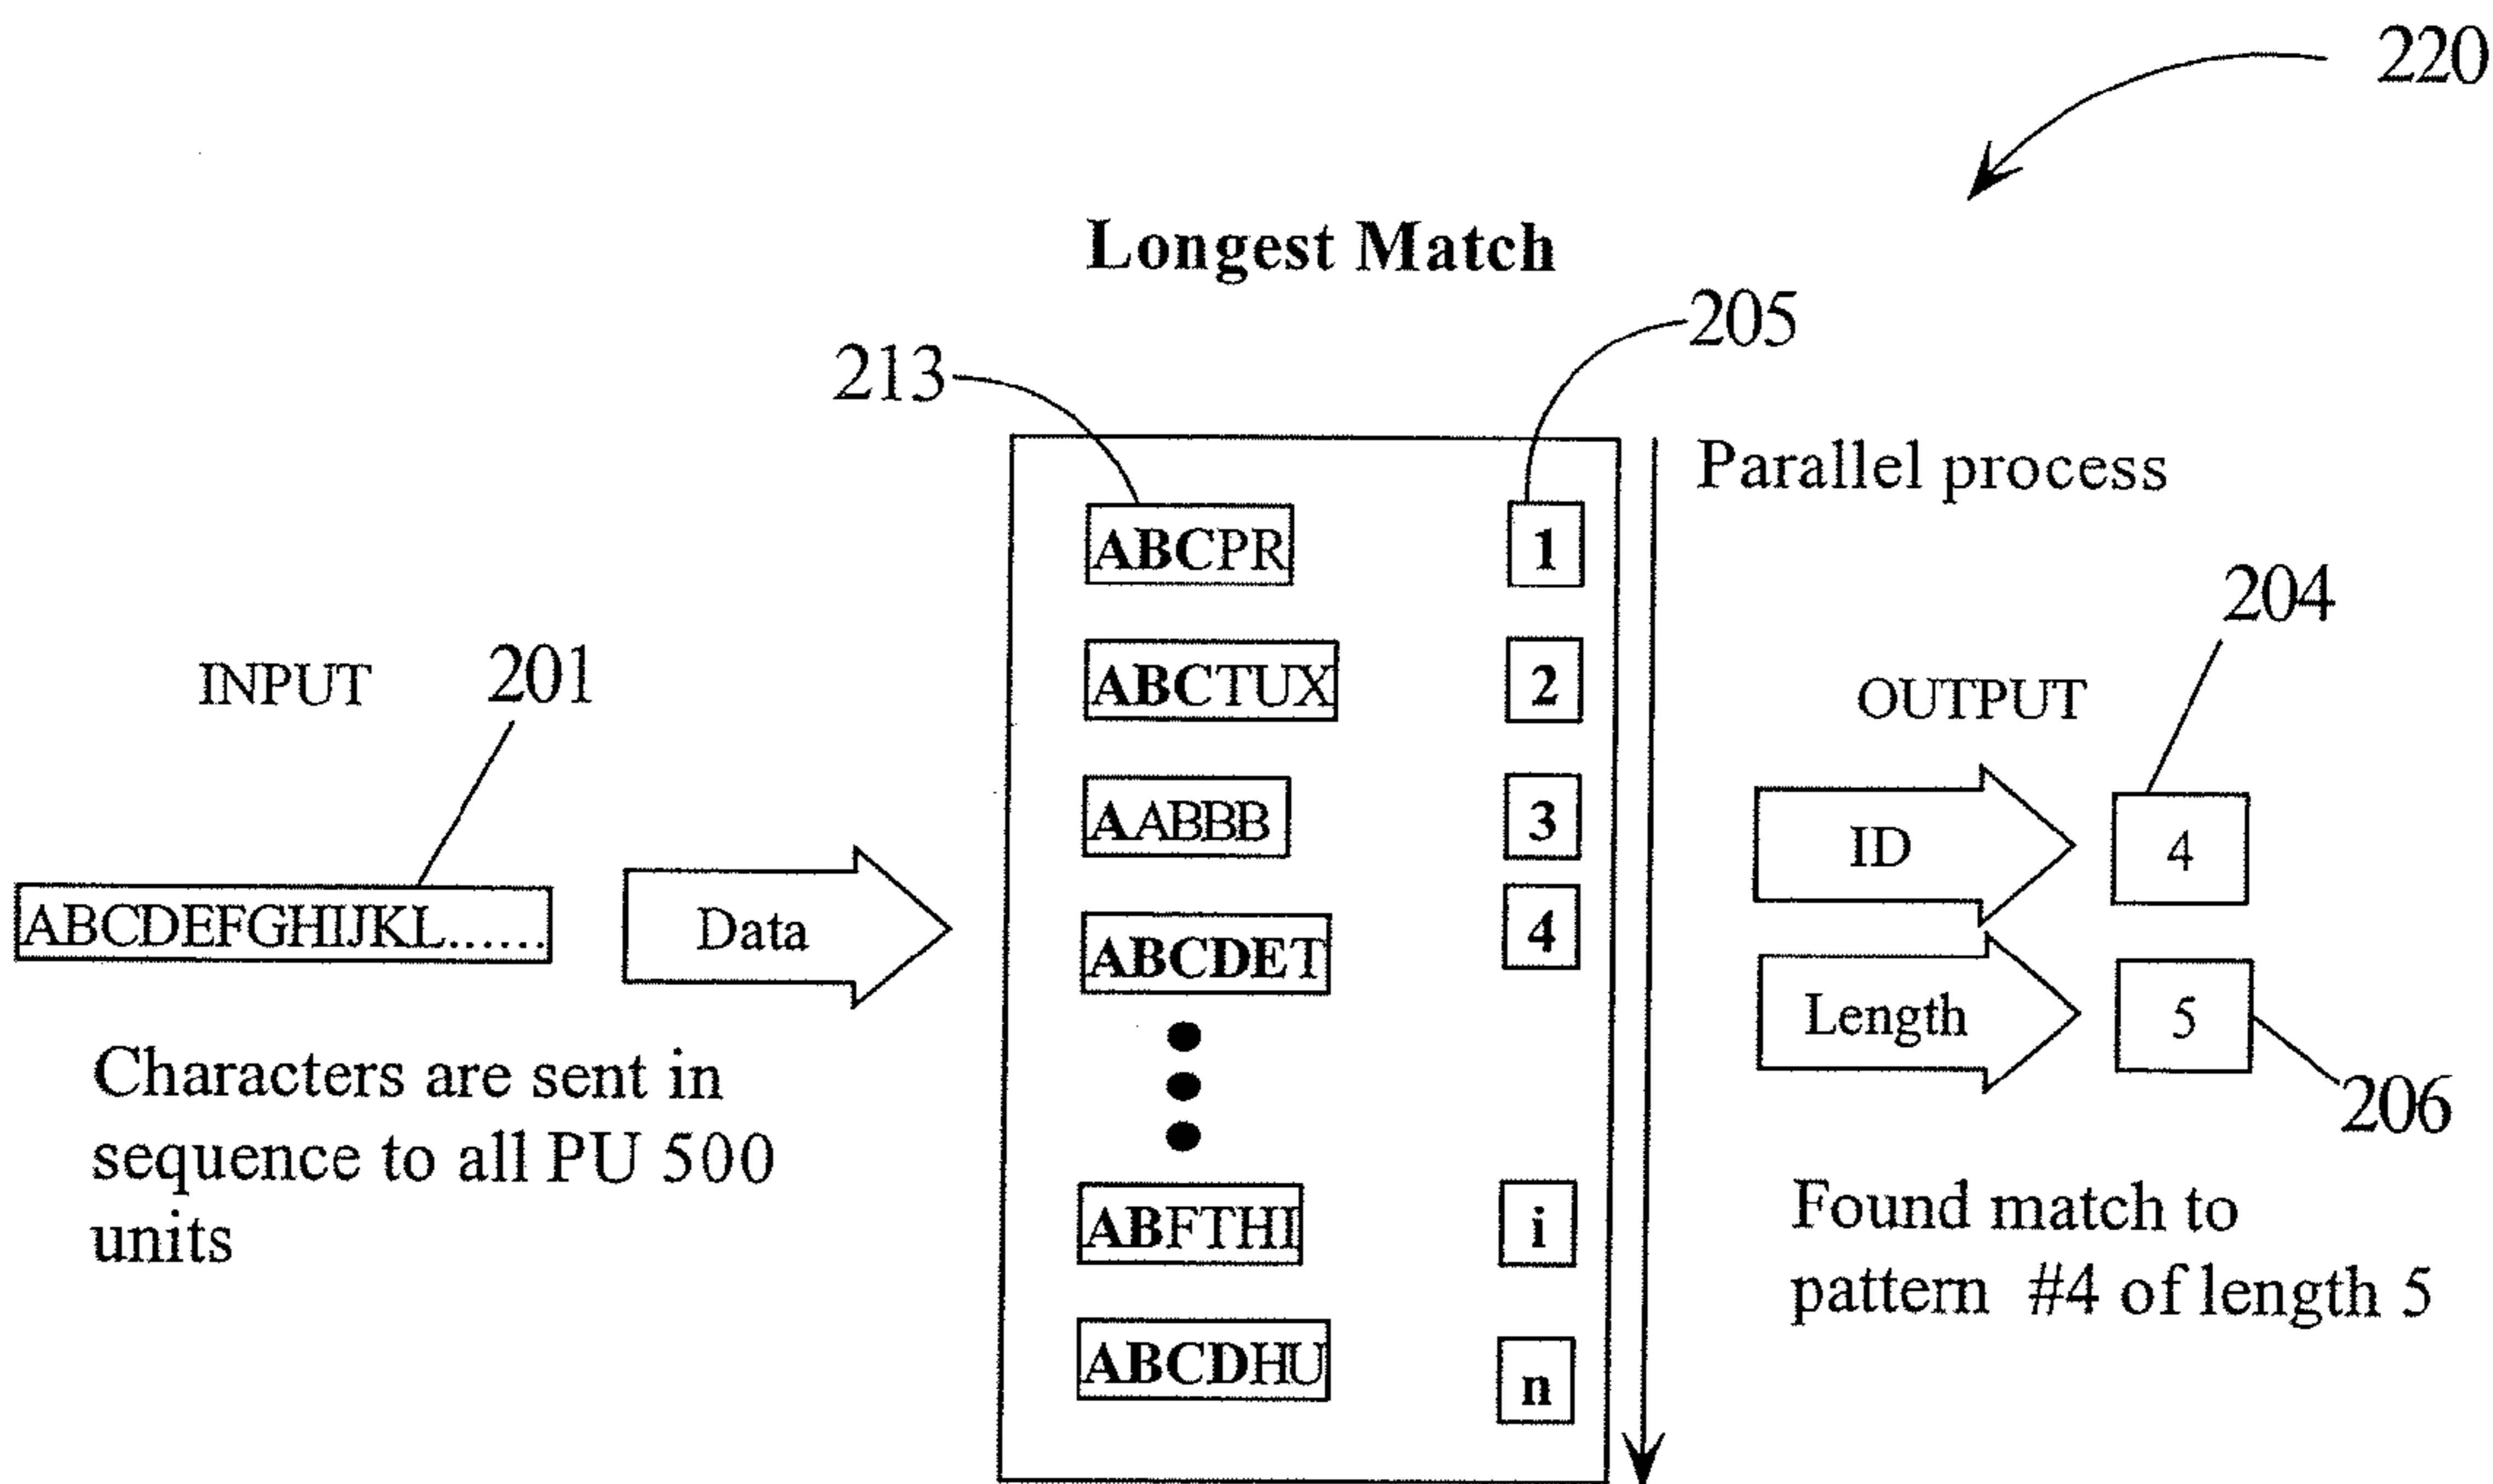 220
Longest Match
205
213
Parallel process
ABCPR
1
204
INPUT
201
ABCTUX
2
OUTPUT
AABBB
3
ID
4
ABCDEFGHIJKL......
Data
ABCDET
4
Length
5
206
Characters are sent in
sequence to all PU 500
units
ABFTHI
i
Found match to
pattern #4 of length 5
ABCDHU
n